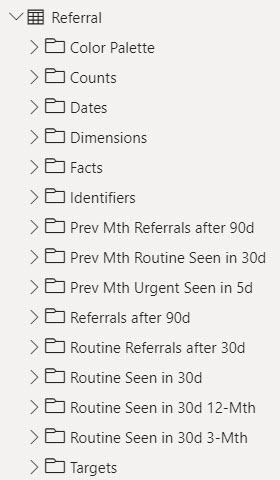 Referral
Color Palette
Counts
Dates
Dimensions
Facts
Identifiers
Prev Mth Referrals after 90d
Prev Mth Routine Seen in 30d
Prev Mth Urgent Seen in 5d
Referrals after 90d
Routine Referrals after 30d
Routine Seen in 30d
Routine Seen in 30d 12-Mth
Routine Seen in 30d 3-Mth
Targets